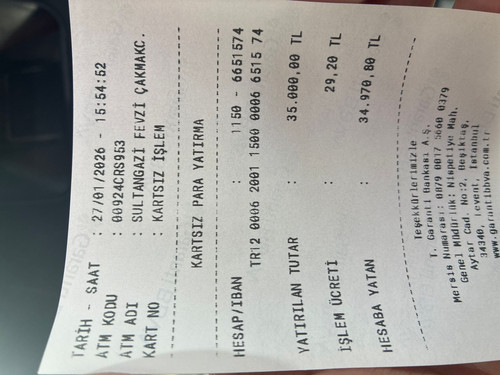 TARİH - SAAT : 27/01/2026 - 15:54:52
ATM KODU : 00924CRS953
ATM ADI : SULTANGAZİ FEVZİ ÇAKMAKC.
KART NO : KARTSIZ İŞLEM
KARTSIZ PARA YATIRMA
HESAP/IBAN : 1150 - 6651574
TR12 0006 2001 1500 0006 6515 74
YATIRILAN TUTAR : 35.000,00 TL
İŞLEM ÜCRETİ : 29,20 TL
HESABA YATAN : 34.970,80 TL
Teşekkürlerimizle
T. Garanti Bankası A.Ş.
Mersis Numarası: 0879 0017 5660 0379
Genel Müdürlük: Nispetiye Mah.
Aytar Cad. No:2, Beşiktaş,
34340, Levent, İstanbul
www.garantibbva.com.tr